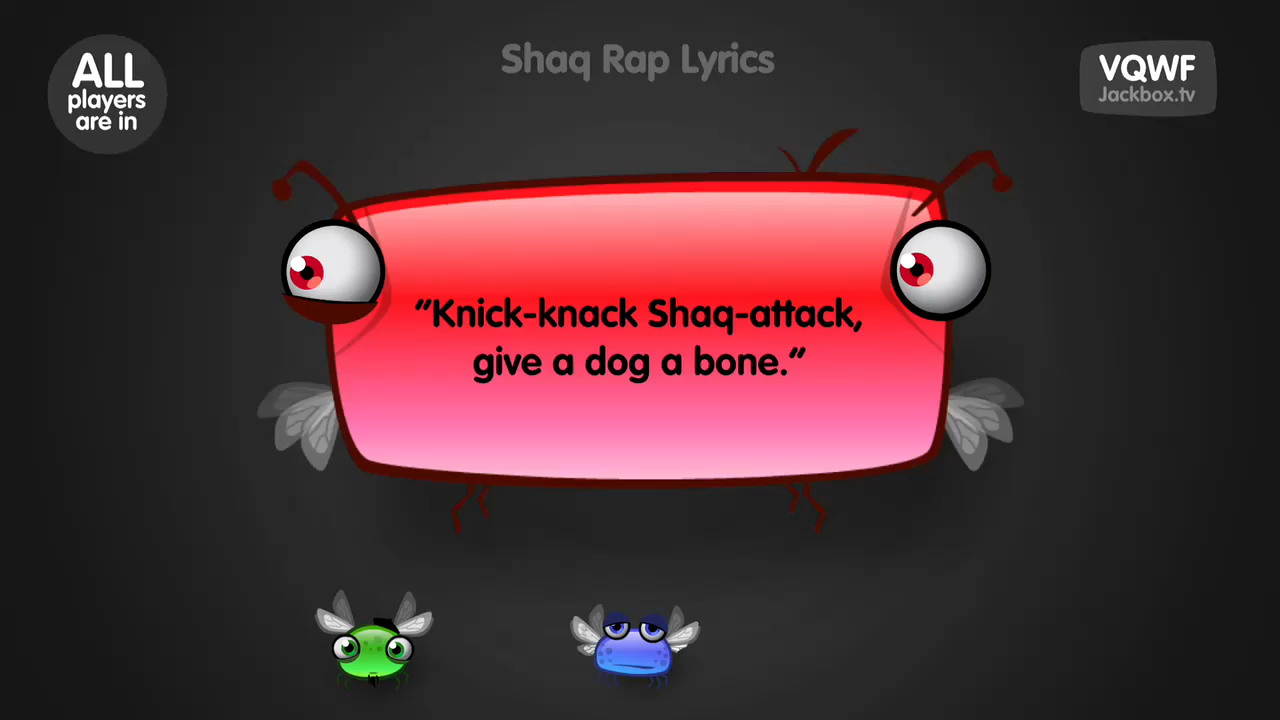 ALL
players
are in
Shaq Rap Lyrics
VQWF
Jackbox.tv
"Knick-knack Shaq-attack,
give a dog a bone."